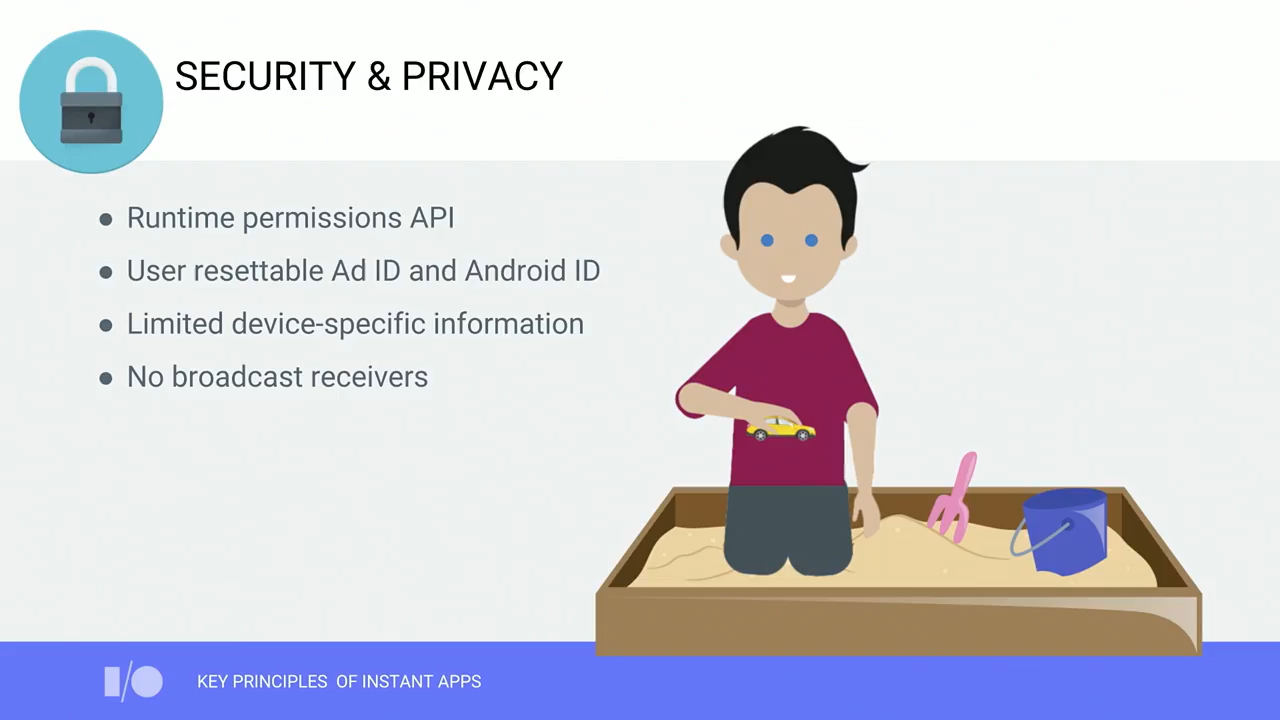 SECURITY & PRIVACY
● Runtime permissions API
● User resettable Ad ID and Android ID
● Limited device-specific information
● No broadcast receivers
I/O
KEY PRINCIPLES OF INSTANT APPS